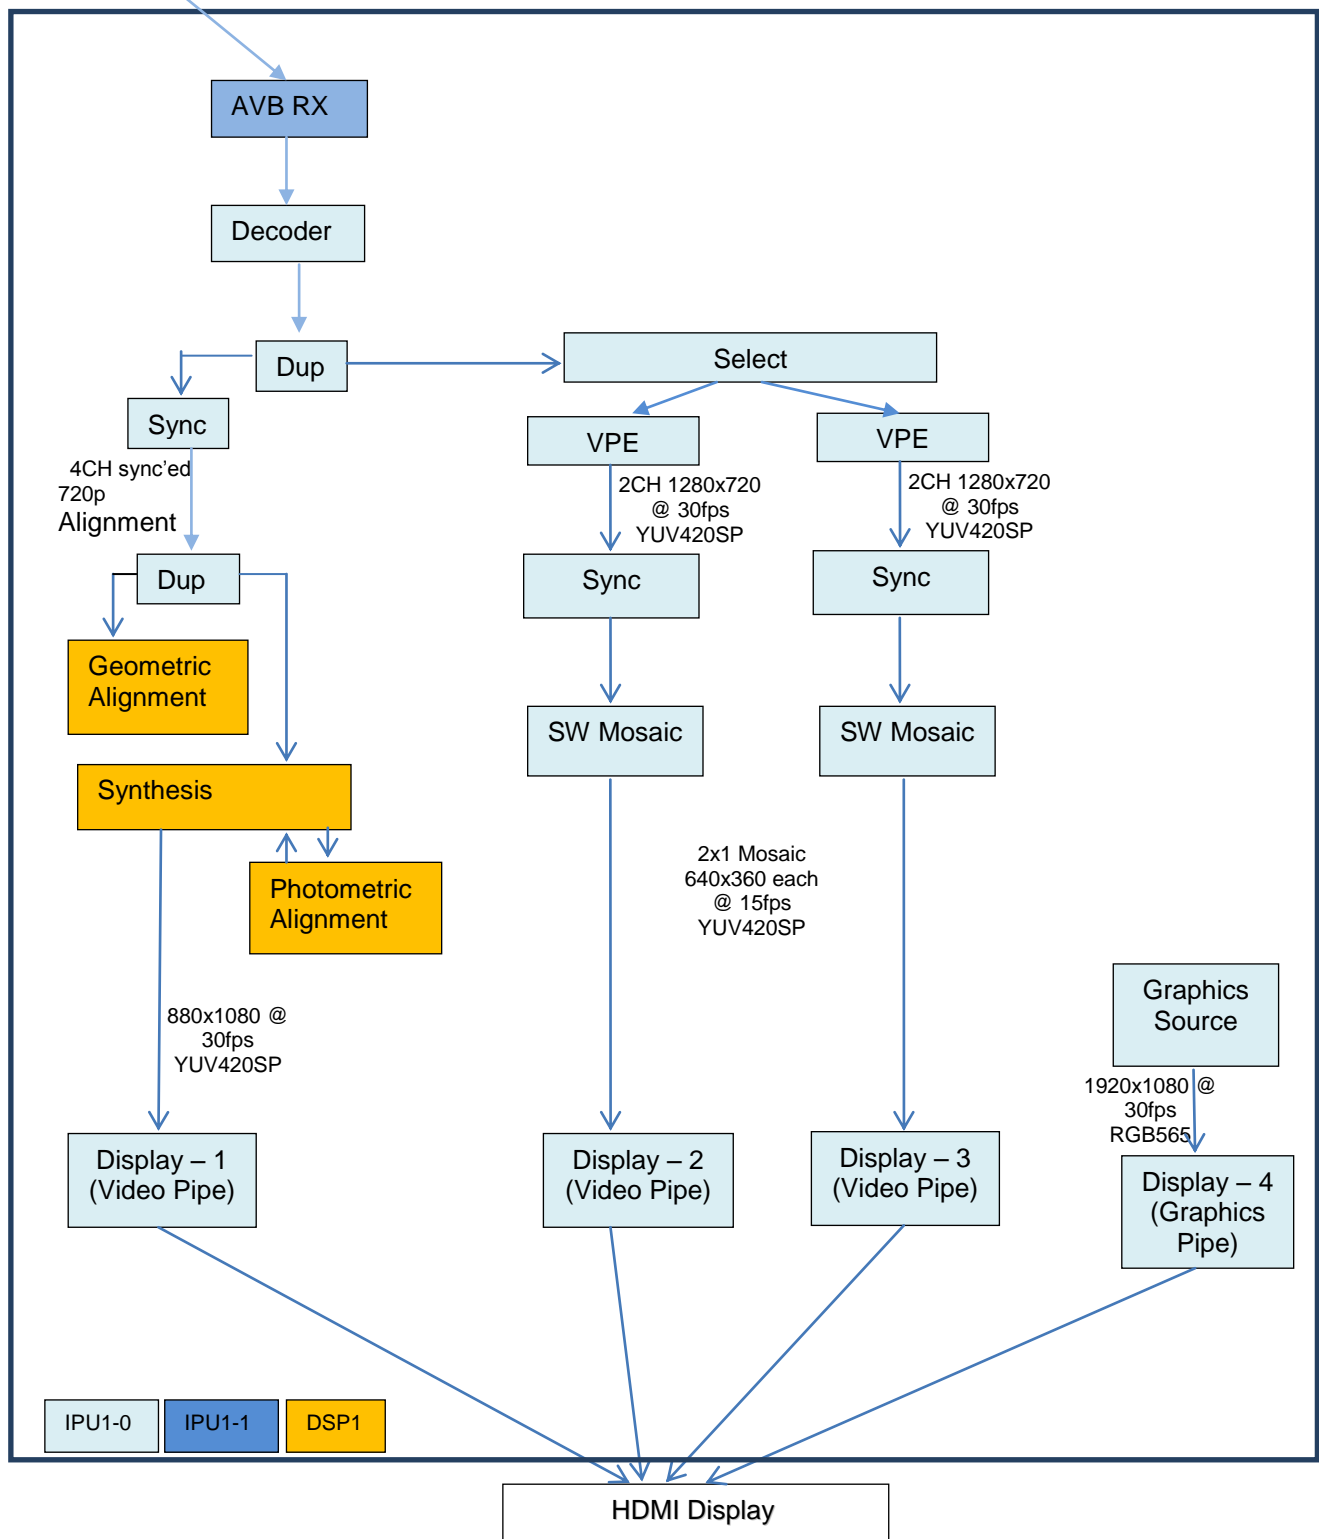 AVB RX
Decoder
Dup
Select
Sync
VPE
VPE
4CH sync'ed
720p
Alignment
2CH 1280x720
@ 30fps
YUV420SP
2CH 1280x720
@ 30fps
YUV420SP
Dup
Sync
Sync
Geometric
Alignment
SW Mosaic
SW Mosaic
Synthesis
Photometric
Alignment
2x1 Mosaic
640x360 each
@ 15fps
YUV420SP
880x1080 @
30fps
YUV420SP
Graphics
Source
1920x1080 @
30fps
RGB565
Display – 1
(Video Pipe)
Display – 2
(Video Pipe)
Display – 3
(Video Pipe)
Display – 4
(Graphics
Pipe)
IPU1-0
IPU1-1
DSP1
HDMI Display